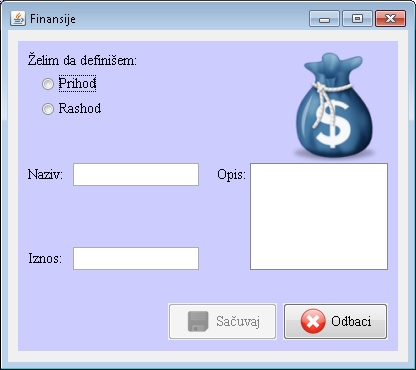 Finansije
Želim da definišem:
Prihod
Rashod
Naziv:
Opis:
Iznos:
Sačuvaj
Odbaci